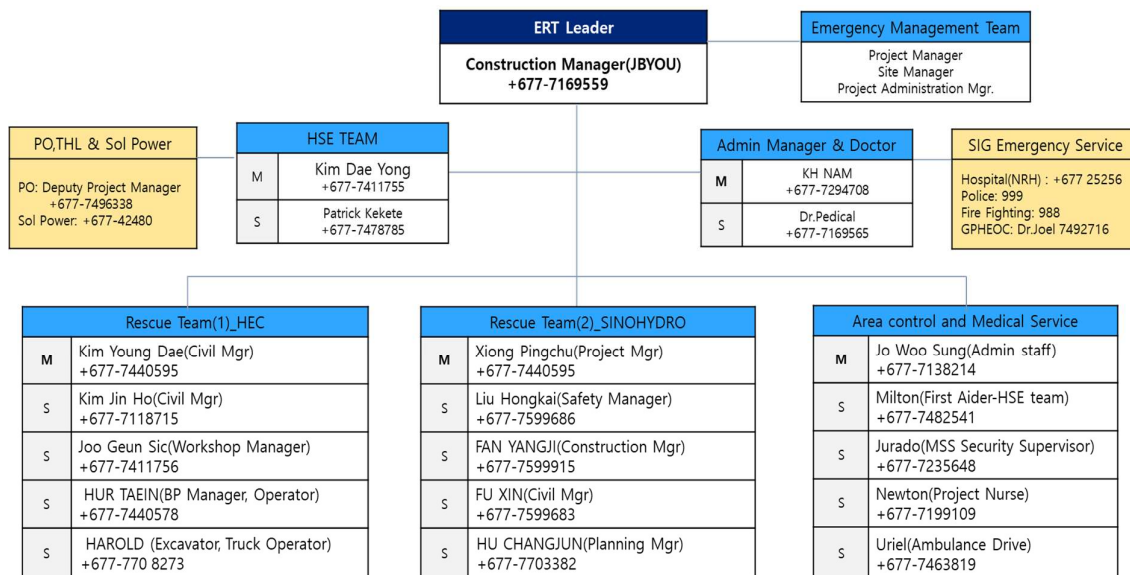 ERT Leader
Construction Manager(JBYOU)
+677-7169559
Emergency Management Team
Project Manager
Site Manager
Project Administration Mgr.
PO,THL & Sol Power
PO: Deputy Project Manager
+677-7496338
Sol Power: +677-42480
HSE TEAM
M
Kim Dae Yong
+677-7411755
S
Patrick Kekete
+677-7478785
Admin Manager & Doctor
M
KH NAM
+677-7294708
S
Dr.Pedical
+677-7169565
SIG Emergency Service
Hospital(NRH) : +677 25256
Police: 999
Fire Fighting: 988
GPHEOC: Dr.Joel 7492716
Rescue Team(1)_HEC
M
Kim Young Dae(Civil Mgr)
+677-7440595
S
Kim Jin Ho(Civil Mgr)
+677-7118715
S
Joo Geun Sic(Workshop Manager)
+677-7411756
S
HUR TAEIN(BP Manager, Operator)
+677-7440578
S
HAROLD (Excavator, Truck Operator)
+677-770 8273
Rescue Team(2)_SINOHYDRO
M
Xiong Pingchu(Project Mgr)
+677-7440595
S
Liu Hongkai(Safety Manager)
+677-7599686
S
FAN YANGJI(Construction Mgr)
+677-7599915
S
FU XIN(Civil Mgr)
+677-7599683
S
HU CHANGJUN(Planning Mgr)
+677-7703382
Area control and Medical Service
M
Jo Woo Sung(Admin staff)
+677-7138214
S
Milton(First Aider-HSE team)
+677-7482541
S
Jurado(MSS Security Supervisor)
+677-7235648
S
Newton(Project Nurse)
+677-7199109
S
Uriel(Ambulance Drive)
+677-7463819